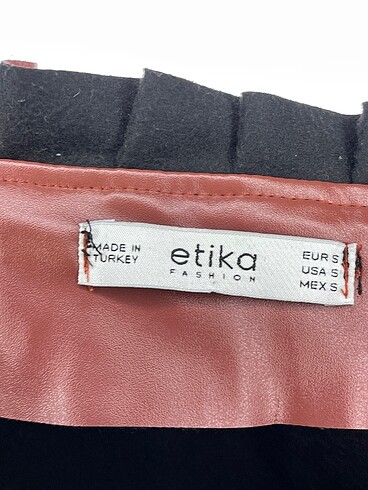 MADE IN
TURKEY
etika
FASHION
EUR S
USA S
MEX S